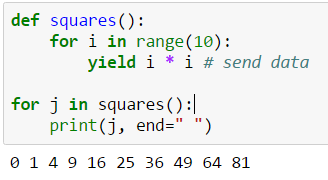 def squares():
    for i in range(10):
        yield i * i # send data

for j in squares():
    print(j, end=" ")
0 1 4 9 16 25 36 49 64 81